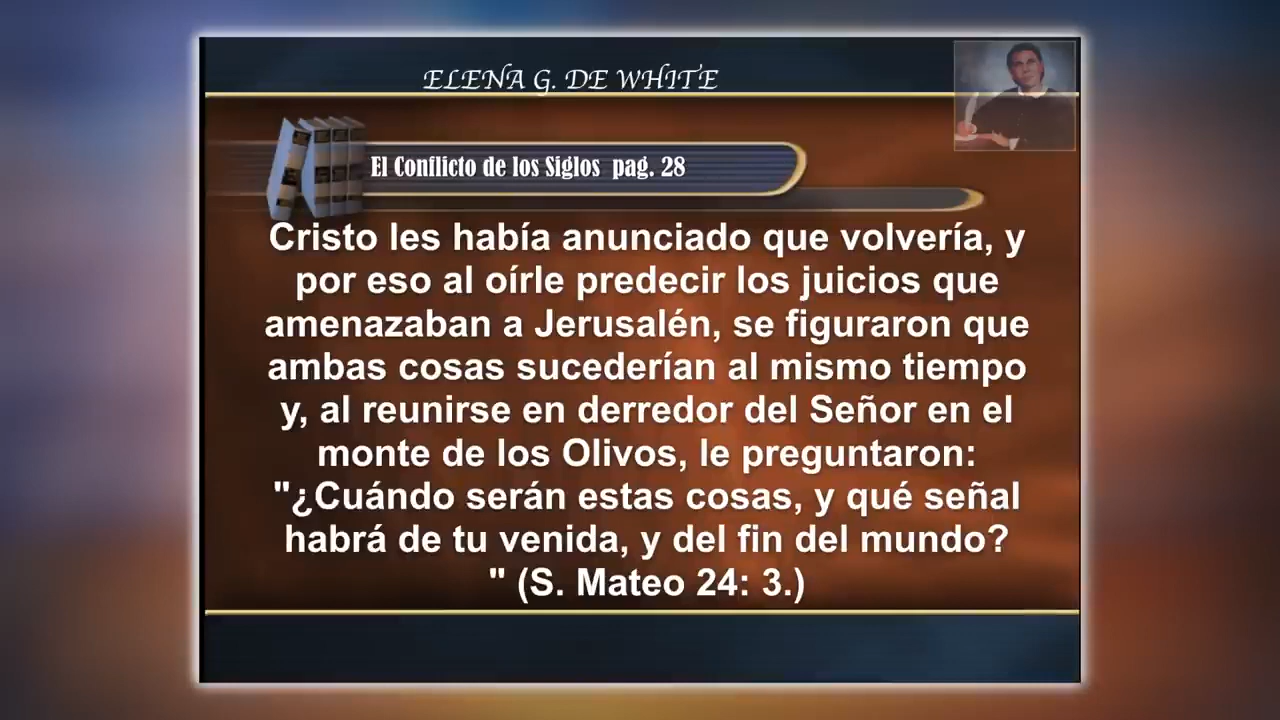 ELENA G. DE WHITE
El Conflicto de los Siglos pag. 28
Cristo les había anunciado que volvería, y
por eso al oírle predecir los juicios que
amenazaban a Jerusalén, se figuraron que
ambas cosas sucederían al mismo tiempo
y, al reunirse en derredor del Señor en el
monte de los Olivos, le preguntaron:
"¿Cuándo serán estas cosas, y qué señal
habrá de tu venida, y del fin del mundo?
" (S. Mateo 24: 3.)